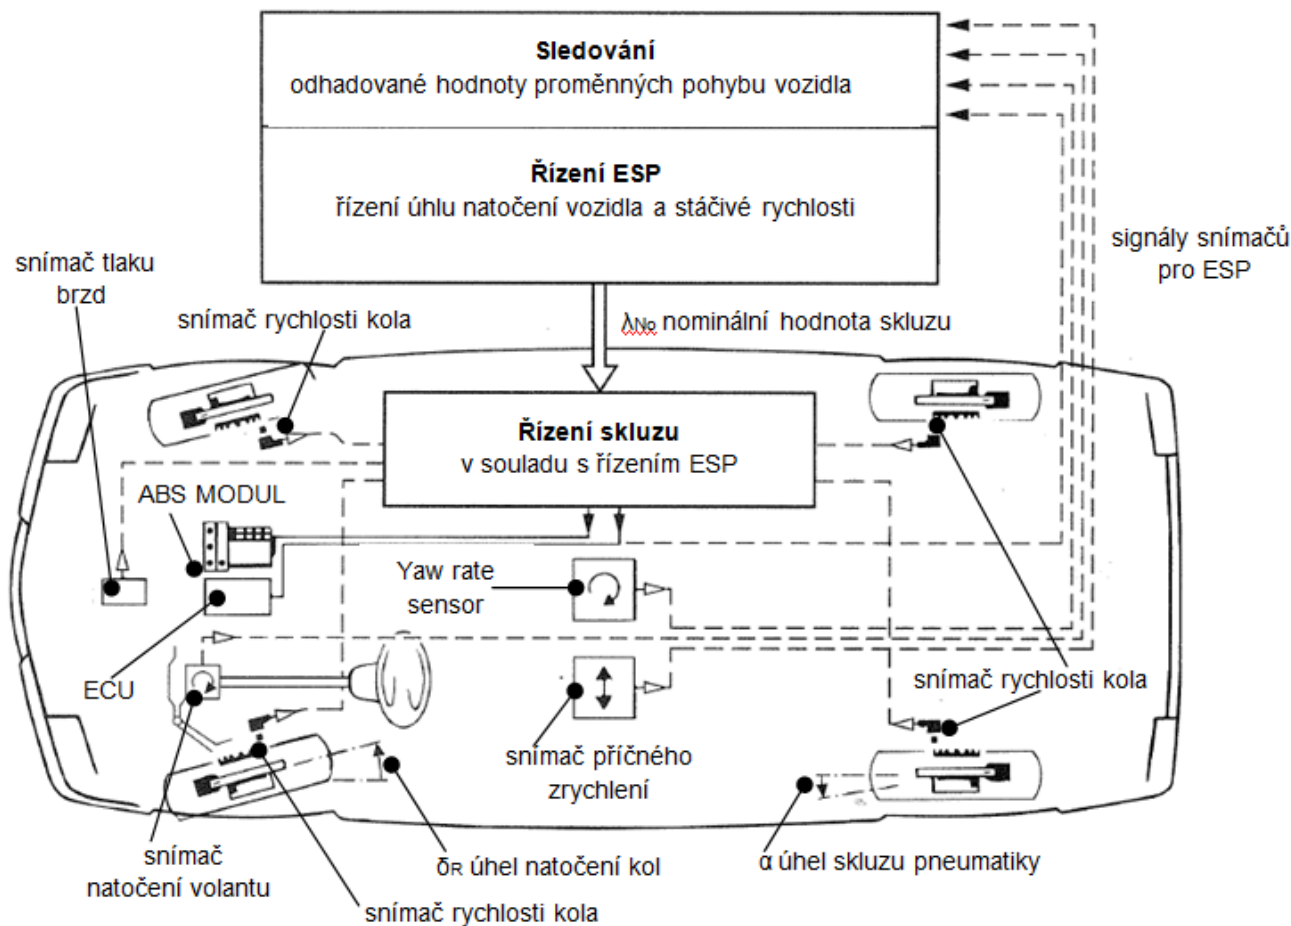 Sledování
odhadované hodnoty proměnných pohybu vozidla
Řízení ESP
řízení úhlu natočení vozidla a stáčivé rychlosti
signály snímačů
pro ESP
snímač tlaku
brzd
snímač rychlosti kola
λNo nominální hodnota skluzu
Řízení skluzu
v souladu s řízením ESP
ABS MODUL
Yaw rate
sensor
ECU
snímač rychlosti kola
snímač příčného
zrychlení
snímač
natočení volantu
δR úhel natočení kol
α úhel skluzu pneumatiky
snímač rychlosti kola